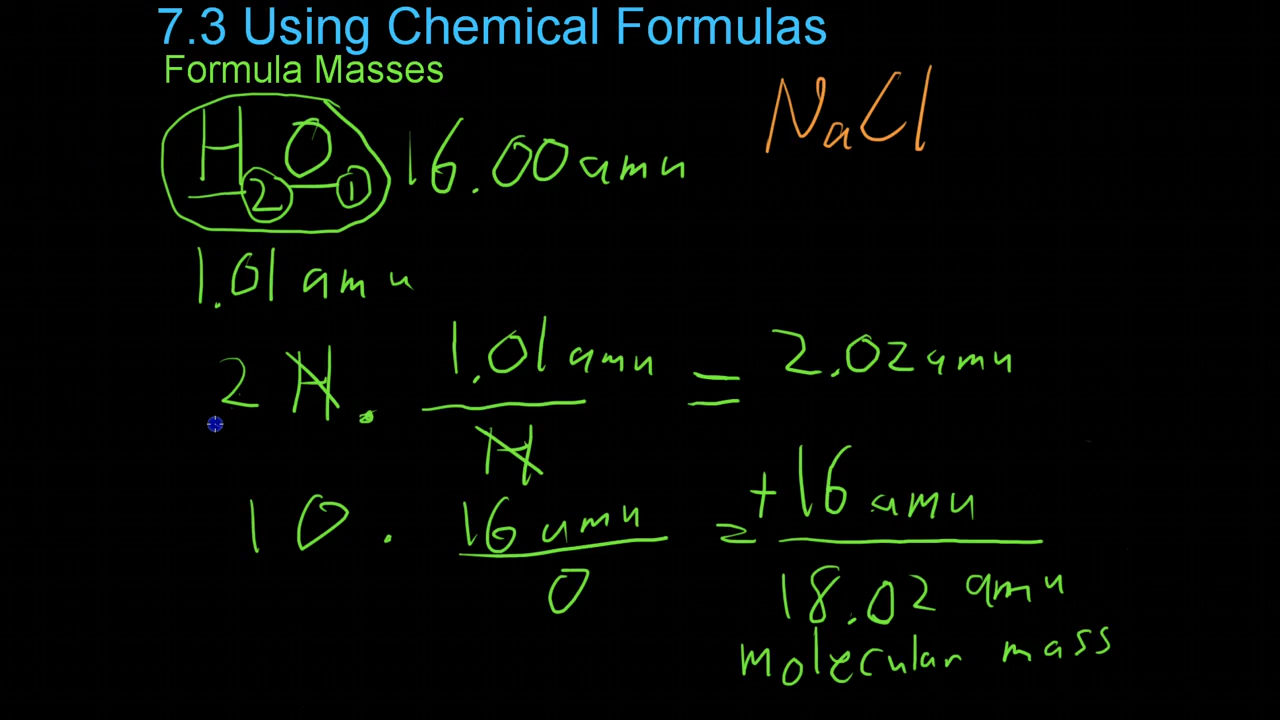 7.3 Using Chemical Formulas
Formula Masses
H2O1 16.00 amu
NaCl
1.01 amu
2 H · 1.01 amu / H = 2.02 amu
1 O · 16 amu / O = +16 amu
18.02 amu
molecular mass